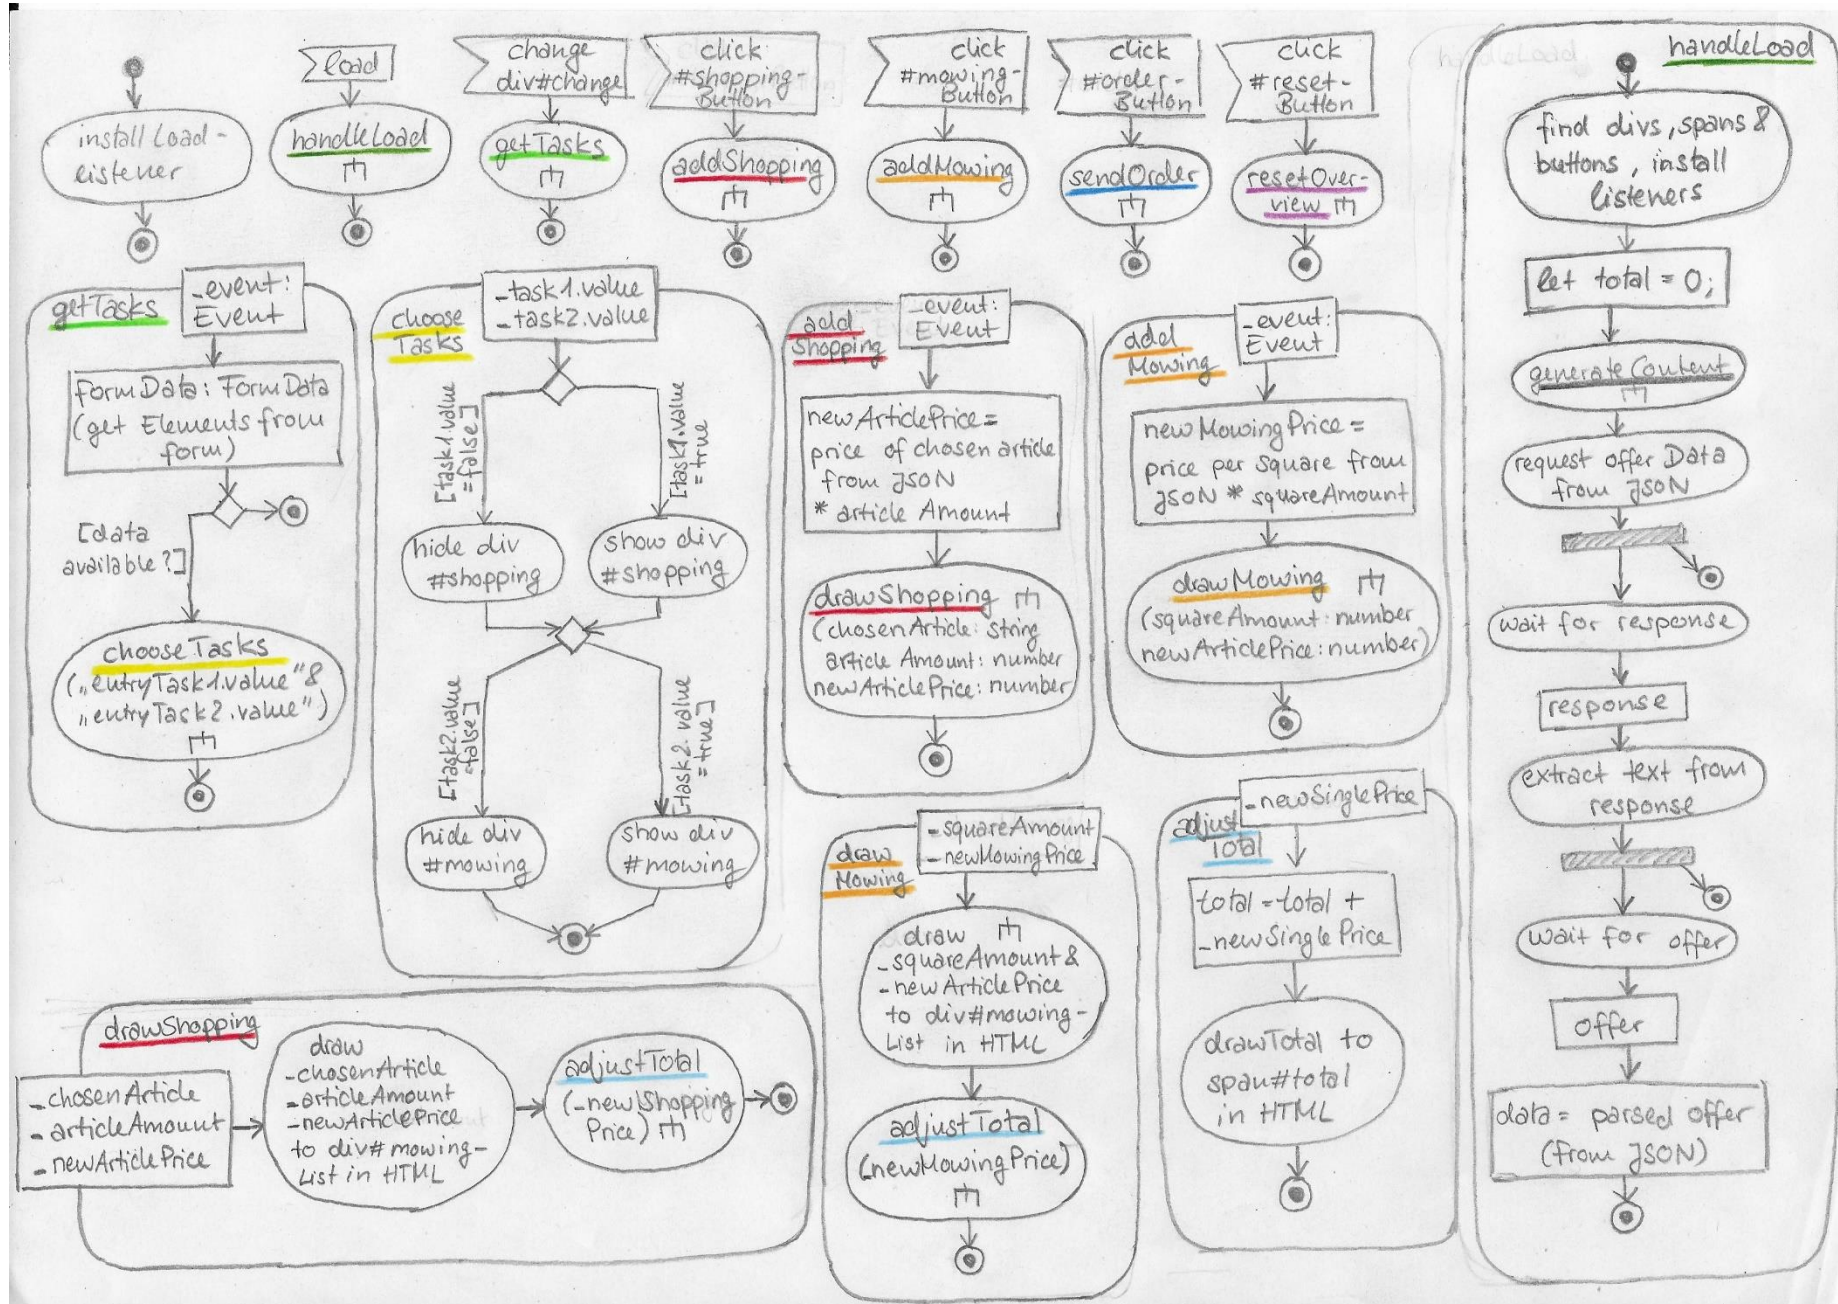 install Load-
listener
load
handleLoad
change
div#change
getTasks
click
#shopping-
Button
addShopping
click
#mowing-
Button
addMowing
click
#order-
Button
sendOrder
click
#reset-
Button
resetOver-
view
handleLoad
find divs, spans &
buttons, install
listeners
let total = 0;
generateContent
request offer Data
from JSON
wait for response
response
extract text from
response
wait for offer
offer
data = parsed offer
(from JSON)
getTasks
_event:
Event
formData: FormData
(get Elements from
form)
[data
available?]
chooseTasks
(„entryTask1.value"&
„entryTask2.value")
choose
Tasks
_task1.value
_task2.value
[task1.value
=false]
[task1.value
=true
hide div
#shopping
show div
#shopping
[task2.value
=false]
[task2.value
=true]
hide div
#mowing
show div
#mowing
add
Shopping
_event:
Event
newArticlePrice=
price of chosen article
from JSON
* article Amount
drawShopping
(chosenArticle: string
article Amount: number
newArticlePrice: number)
add
Mowing
_event:
Event
newMowingPrice =
price per square from
JSON * squareAmount
drawMowing
(squareAmount: number
newArticlePrice: number)
draw
Mowing
_squareAmount
_newMowingPrice
draw
_squareAmount &
_newArticlePrice
to div#mowing-
List in HTML
adjustTotal
(_newMowingPrice)
adjust
Total
_newSinglePrice
total = total +
_newSinglePrice
drawTotal to
span#total
in HTML
drawShopping
_chosenArticle
_articleAmount
_newArticlePrice
draw
_chosenArticle
_articleAmount
_newArticlePrice
to div#mowing-
List in HTML
adjustTotal
(_newShopping
Price)